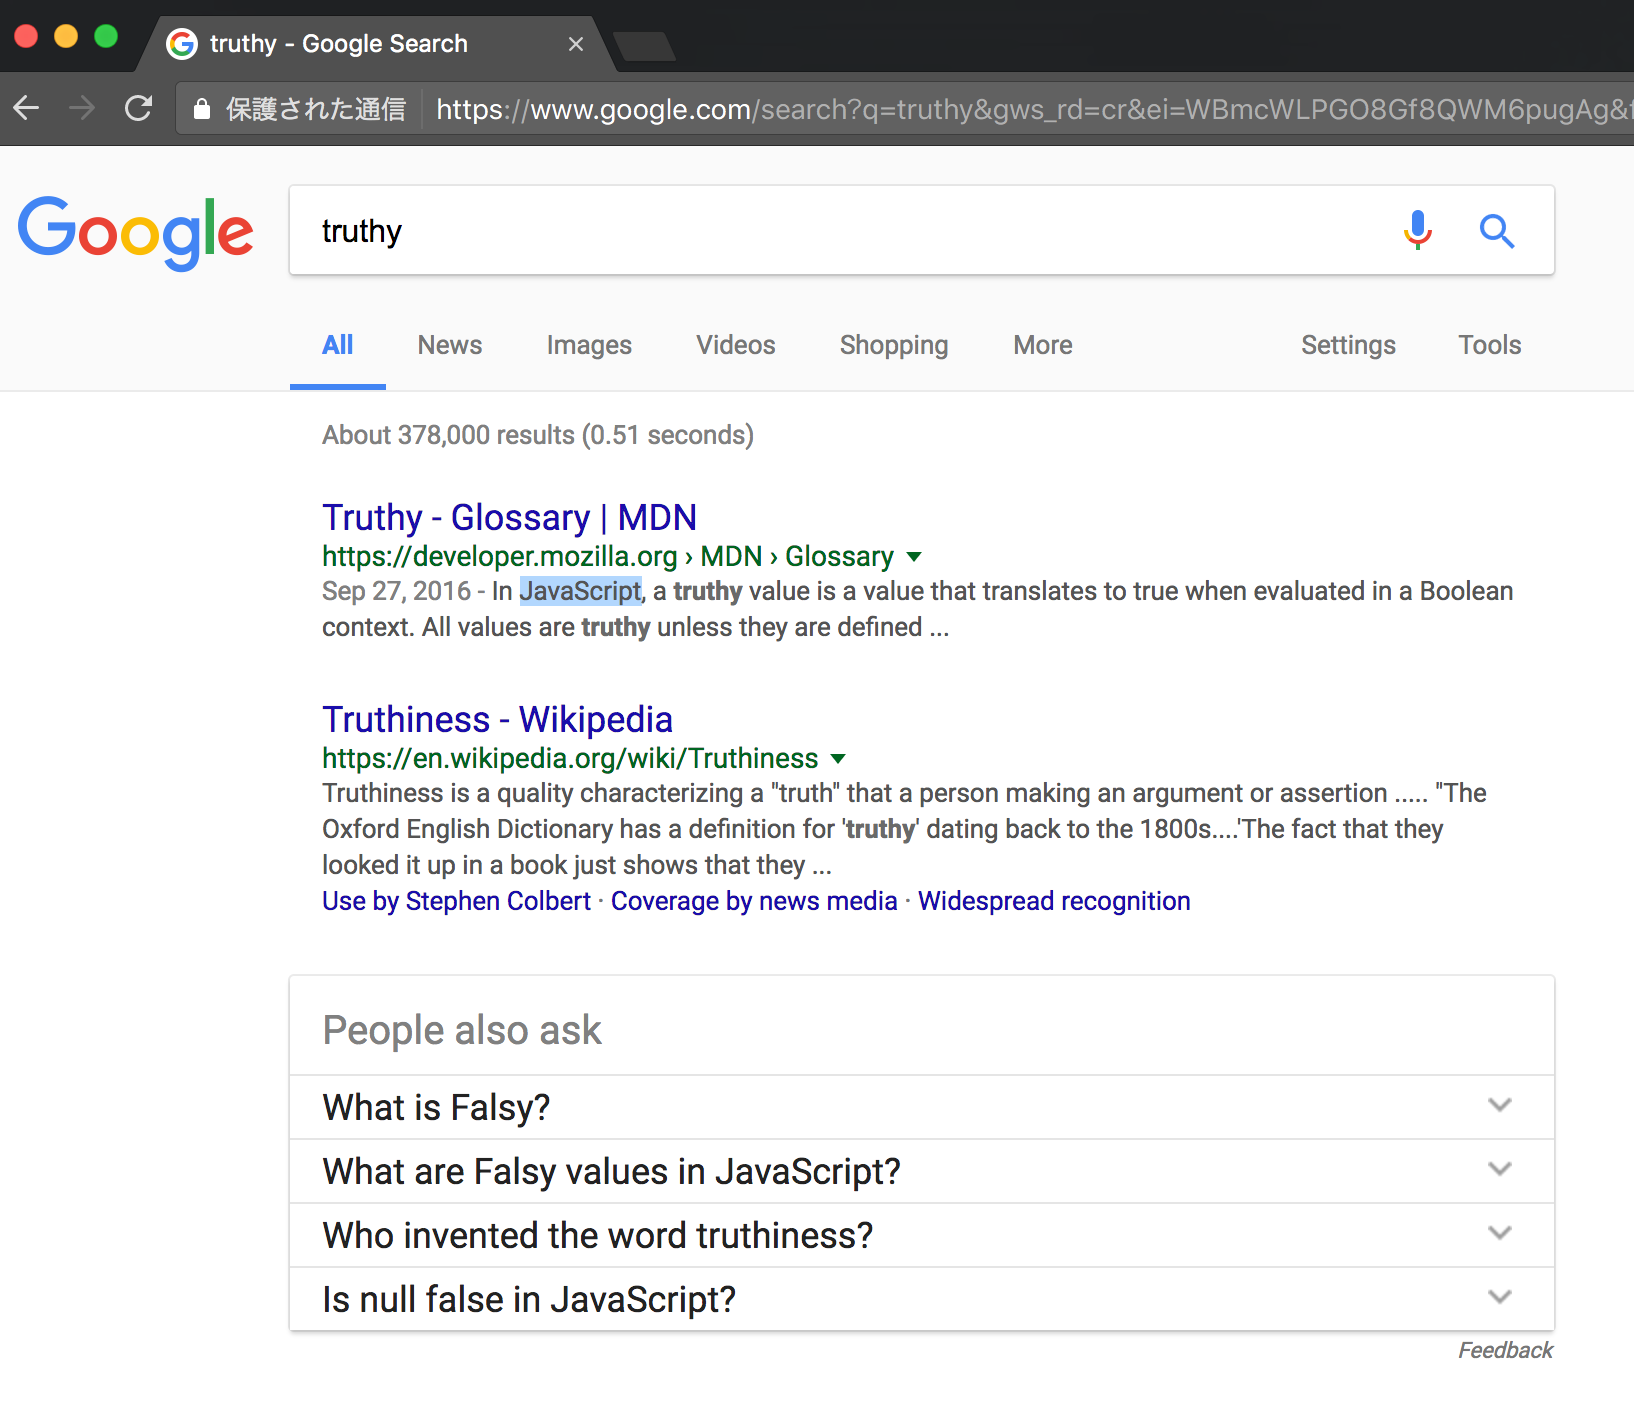 truthy - Google Search
保護された通信
https://www.google.com/search?q=truthy&gws_rd=cr&ei=WBmcWLPGO8Gf8QWM6pugAg&f
Google
truthy
All News Images Videos Shopping More Settings Tools
About 378,000 results (0.51 seconds)
Truthy - Glossary | MDN
https://developer.mozilla.org › MDN › Glossary
Sep 27, 2016 - In JavaScript, a truthy value is a value that translates to true when evaluated in a Boolean
context. All values are truthy unless they are defined ...
Truthiness - Wikipedia
https://en.wikipedia.org/wiki/Truthiness
Truthiness is a quality characterizing a "truth" that a person making an argument or assertion ..... "The
Oxford English Dictionary has a definition for 'truthy' dating back to the 1800s....'The fact that they
looked it up in a book just shows that they ...
Use by Stephen Colbert · Coverage by news media · Widespread recognition
People also ask
What is Falsy?
What are Falsy values in JavaScript?
Who invented the word truthiness?
Is null false in JavaScript?
Feedback